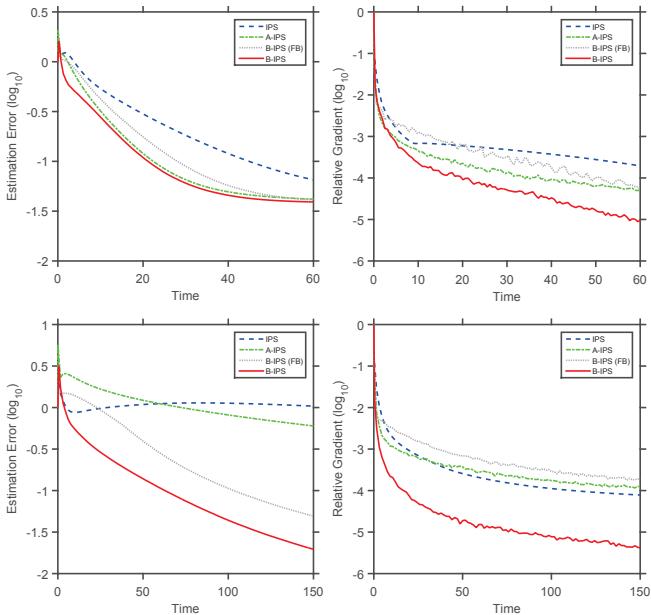 0.5
0
-0.5
-1
-1.5
-2
0 20 40 60
Time
Estimation Error (log10)
IPS
A-IPS
B-IPS (FB)
B-IPS
0
-1
-2
-3
-4
-5
-6
0 10 20 30 40 50 60
Time
Relative Gradient (log10)
IPS
A-IPS
B-IPS (FB)
B-IPS
1
0.5
0
-0.5
-1
-1.5
-2
0 50 100 150
Time
Estimation Error (log10)
IPS
A-IPS
B-IPS (FB)
B-IPS
0
-1
-2
-3
-4
-5
-6
0 50 100 150
Time
Relative Gradient (log10)
IPS
A-IPS
B-IPS (FB)
B-IPS